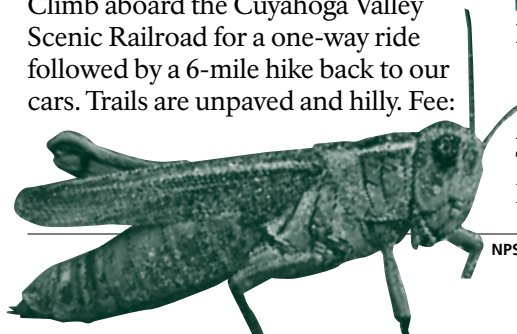 Climb aboard the Cuyahoga Valley
Scenic Railroad for a one-way ride
followed by a 6-mile hike back to our
cars. Trails are unpaved and hilly. Fee:
NPS